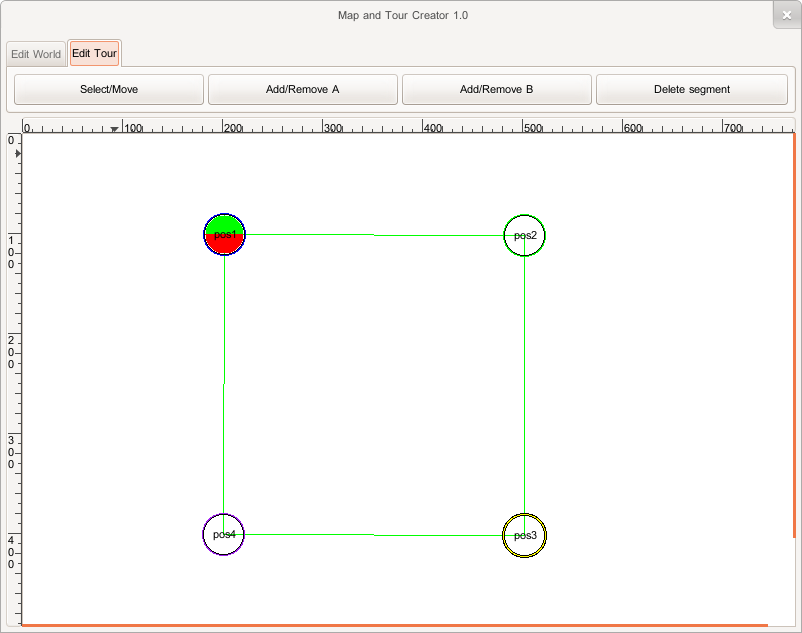 Map and Tour Creator 1.0
Edit World Edit Tour
Select/Move Add/Remove A Add/Remove B Delete segment
0 100 200 300 400 500 600 700
0
100
200
300
400
pos1 pos2
pos4 pos3